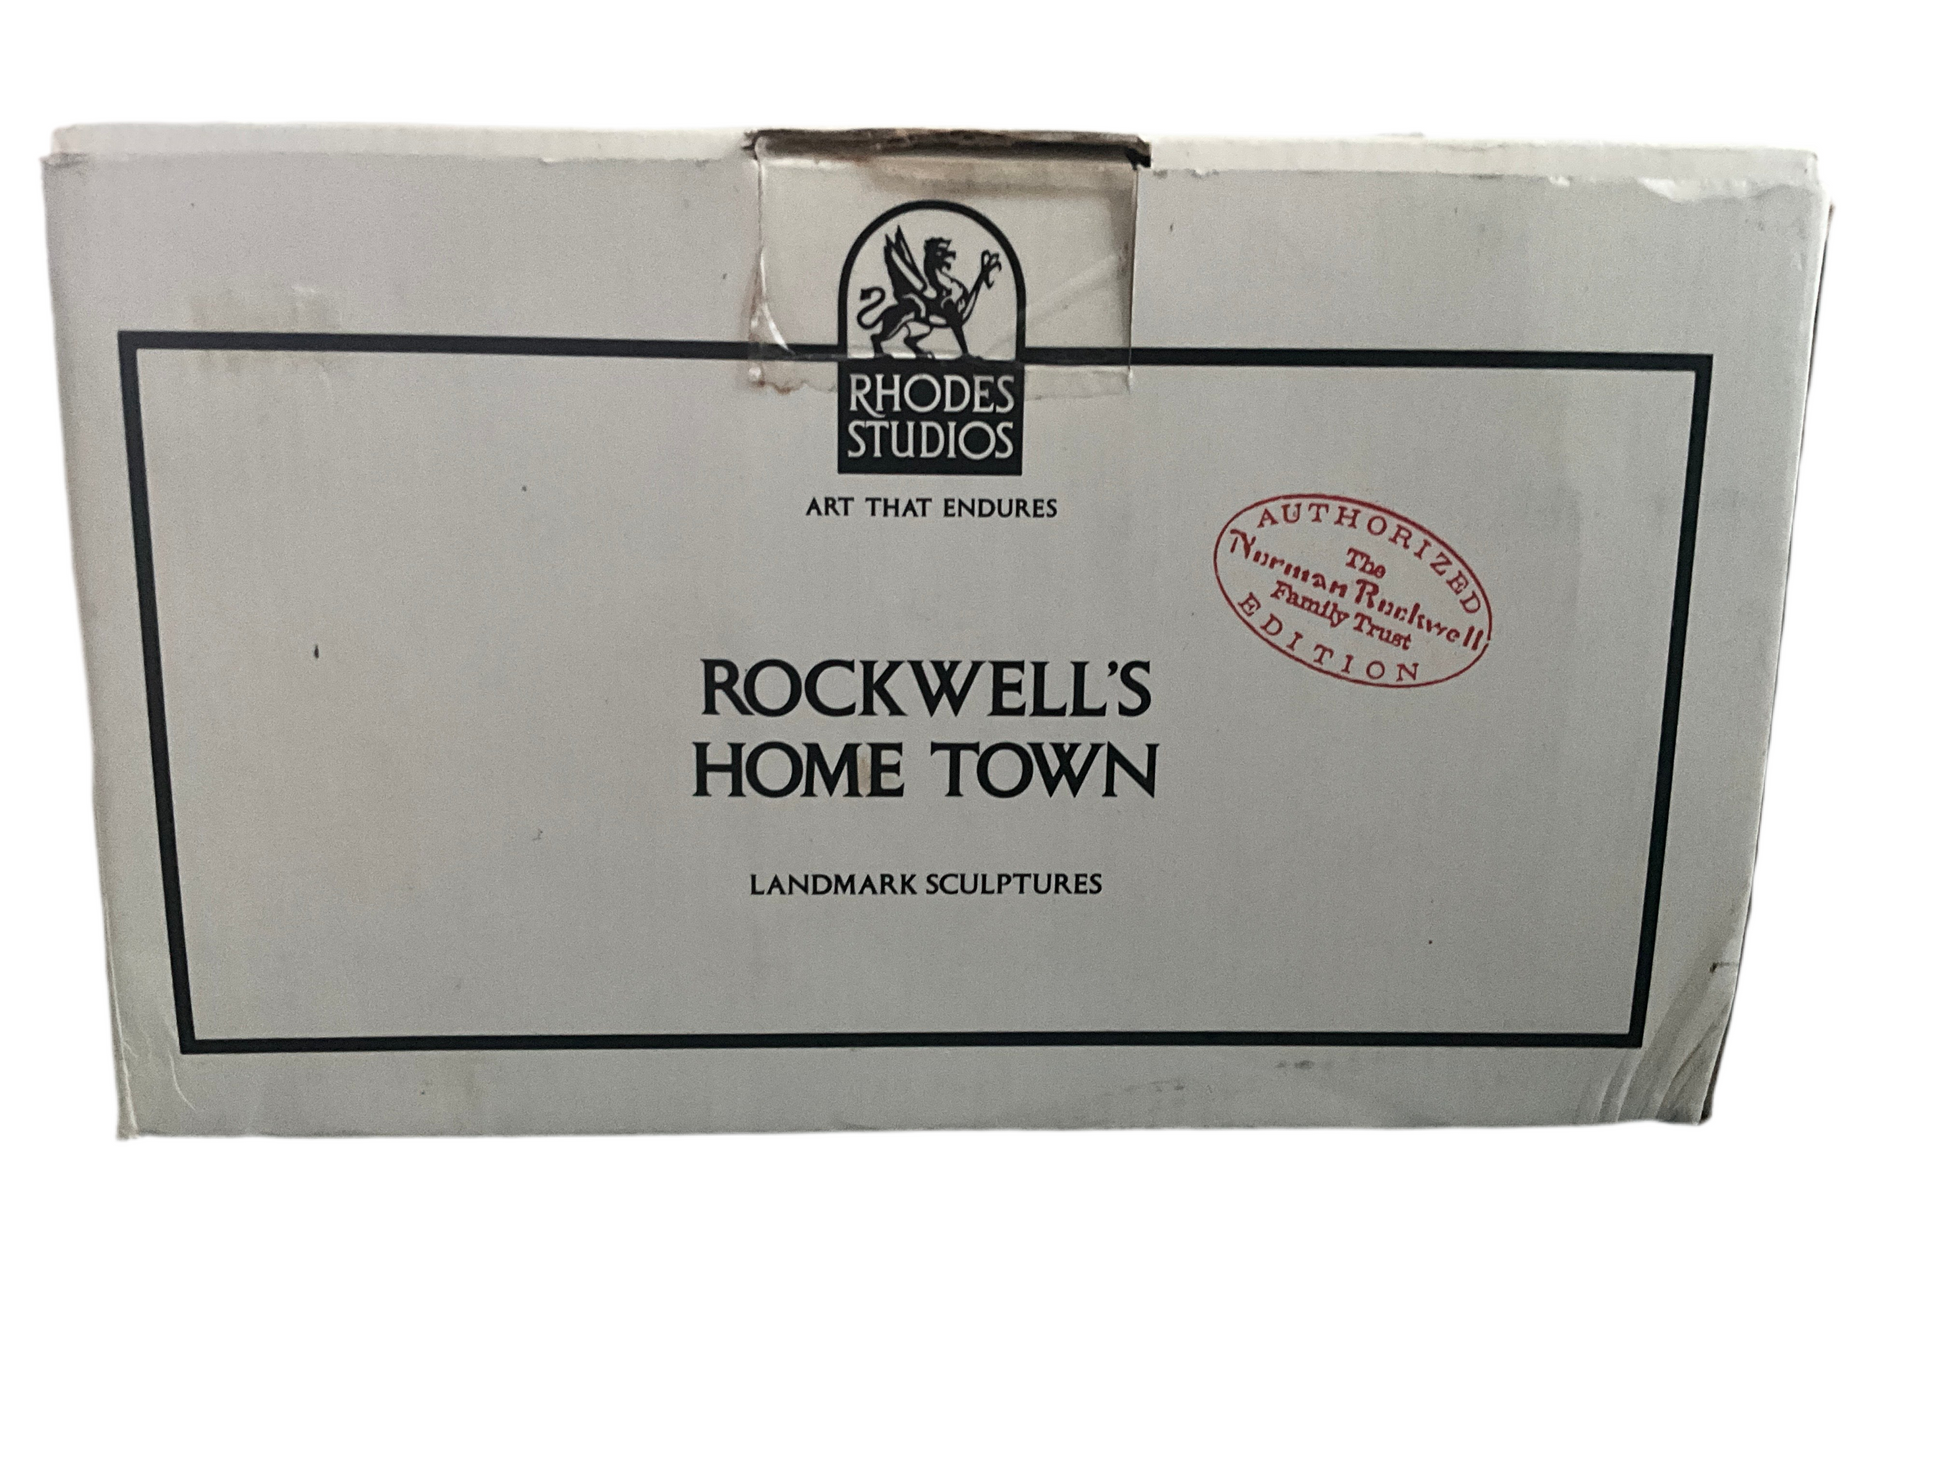 RHODES
STUDIOS
ART THAT ENDURES
AUTHORIZED
The
Norman Rockwell
Family Trust
EDITION
ROCKWELL'S
HOME TOWN
LANDMARK SCULPTURES